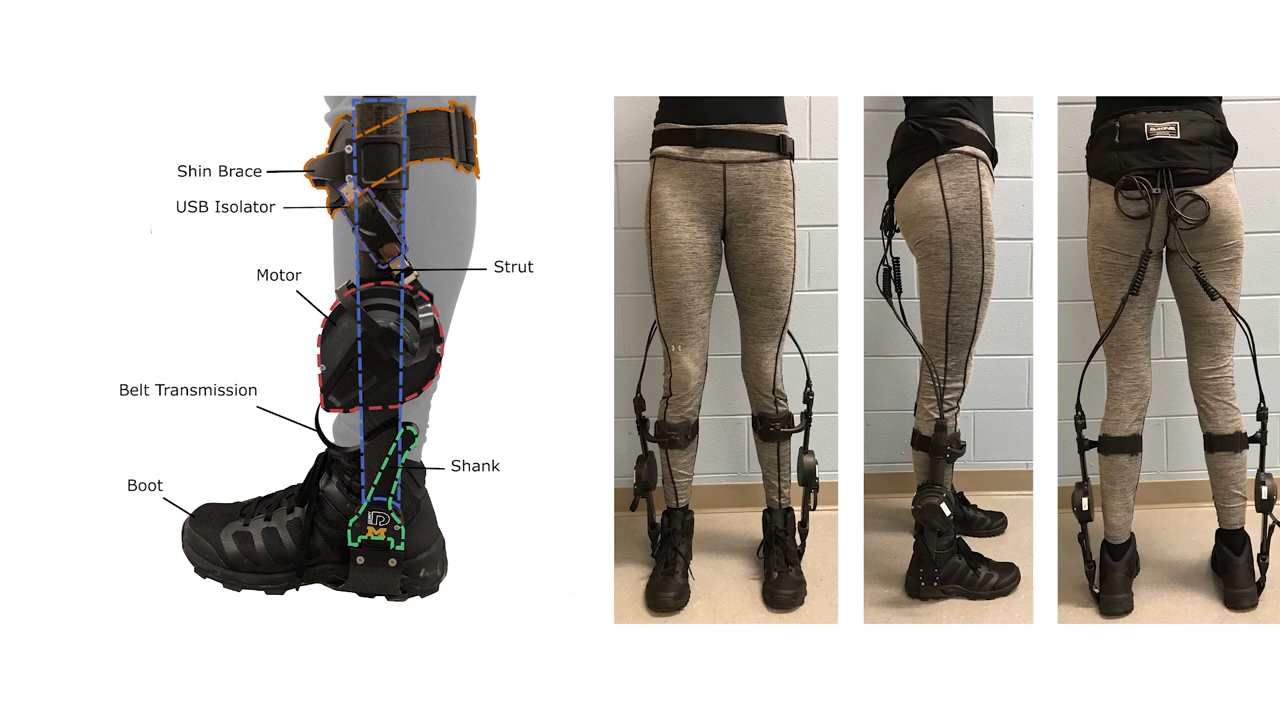 Shin Brace
USB Isolator
Strut
Motor
Belt Transmission
Shank
Boot
M
DAKINE